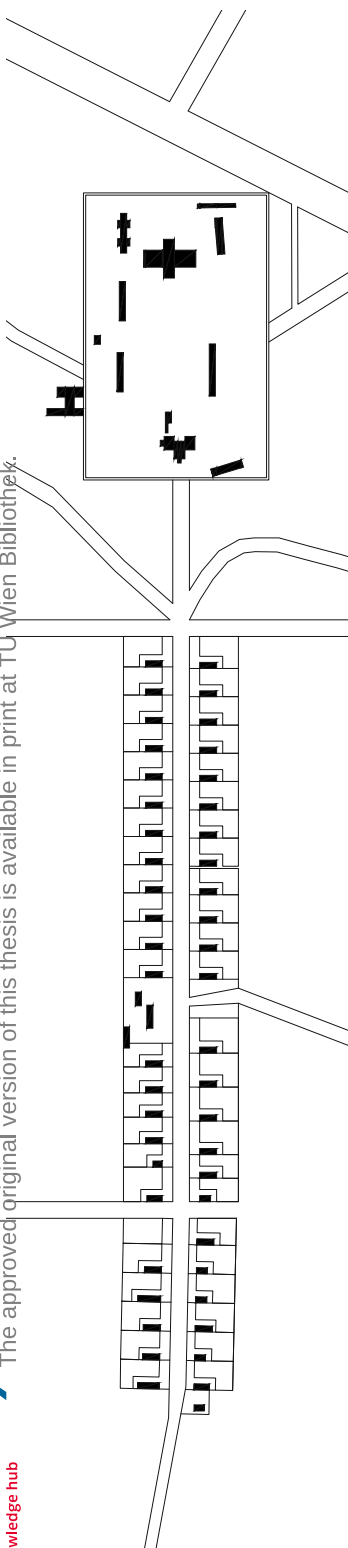 The approved original version of this thesis is available in print at TU Wien Bibliothek.
wledge hub